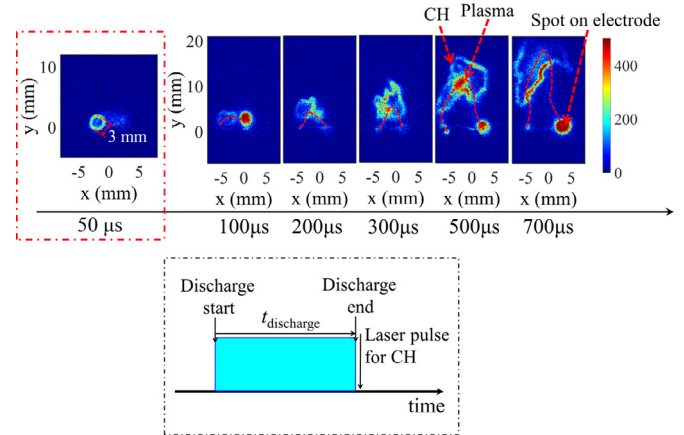 CH Plasma Spot on electrode
y (mm)
10
0
3 mm
-5 0 5
x (mm)
y (mm)
20
10
0
-5 0 5
x (mm)
-5 0 5
x (mm)
-5 0 5
x (mm)
-5 0 5
x (mm)
-5 0 5
x (mm)
400
200
0
50 μs
100μs
200μs
300μs
500μs
700μs
Discharge
start
Discharge
end
t discharge
Laser pulse
for CH
time